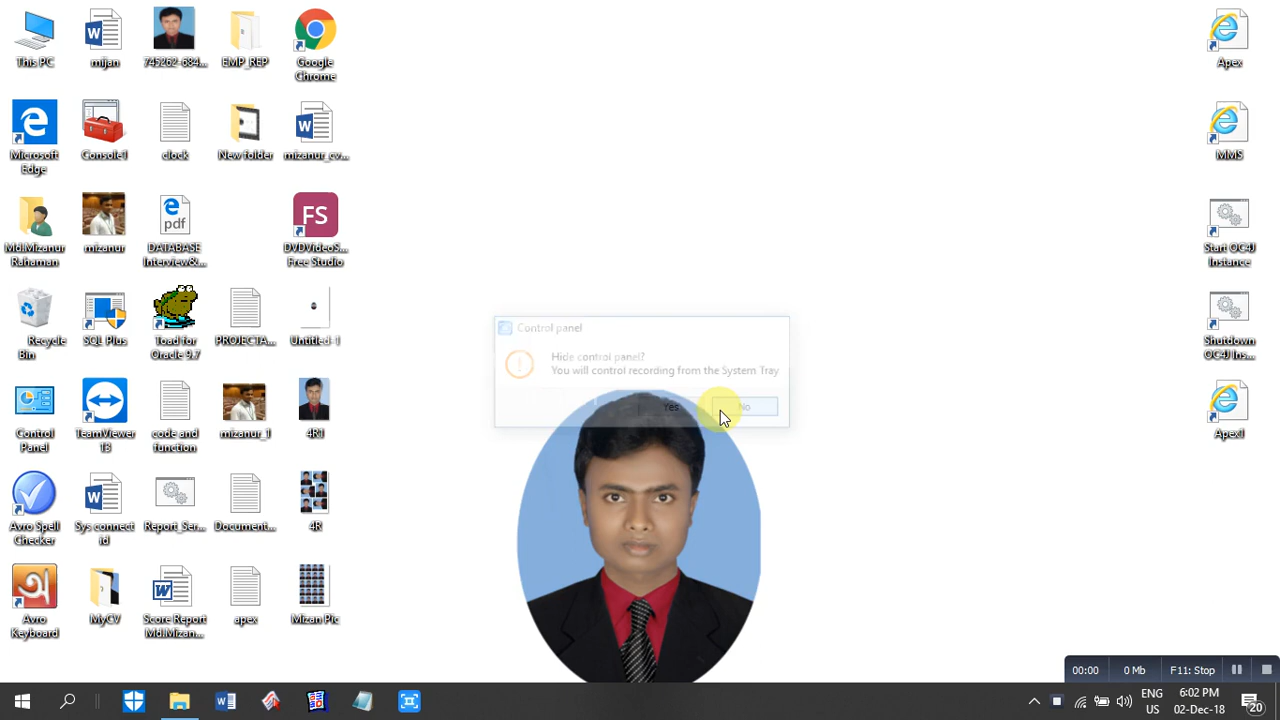 This PC
mijan
745262-684...
EMP_REP
Google
Chrome
Apex
Microsoft
Edge
Console1
clock
New folder
mizanur_cv...
MMS
Md.Mizanur
Rahaman
mizanur
pdf
DATABASE
Interview&...
FS
DVDVideoS...
Free Studio
Start OC4J
Instance
Recycle
Bin
SQL Plus
Toad for
Oracle 9.7
PROJECTA...
Untitled-1
Shutdown
OC4J Ins...
Control panel
Hide control panel?
You will control recording from the System Tray
Yes
No
Control
Panel
TeamViewer
13
code and
function
mizanur_1
4R1
Apex1
Avro Spell
Checker
Sys connect
id
Report_Ser...
Document...
4R
Avro
Keyboard
MyCV
Score Report
Md.Mizan...
apex
Mizan Pic
00:00
0 Mb
F11: Stop
ENG
US
6:02 PM
02-Dec-18
20